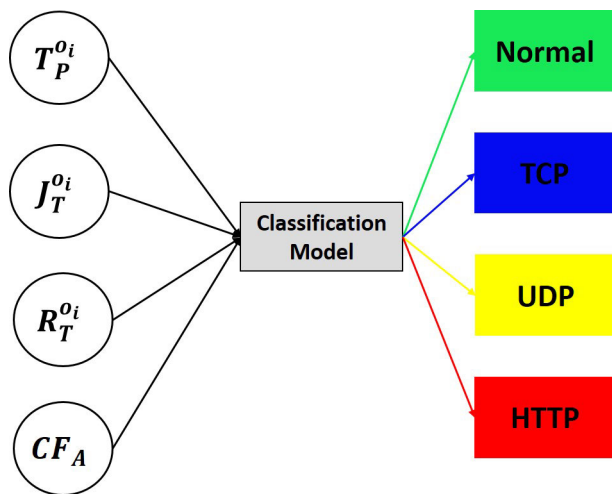 T_P^{o_i}
Normal
J_T^{o_i}
TCP
Classification
Model
R_T^{o_i}
UDP
CF_A
HTTP